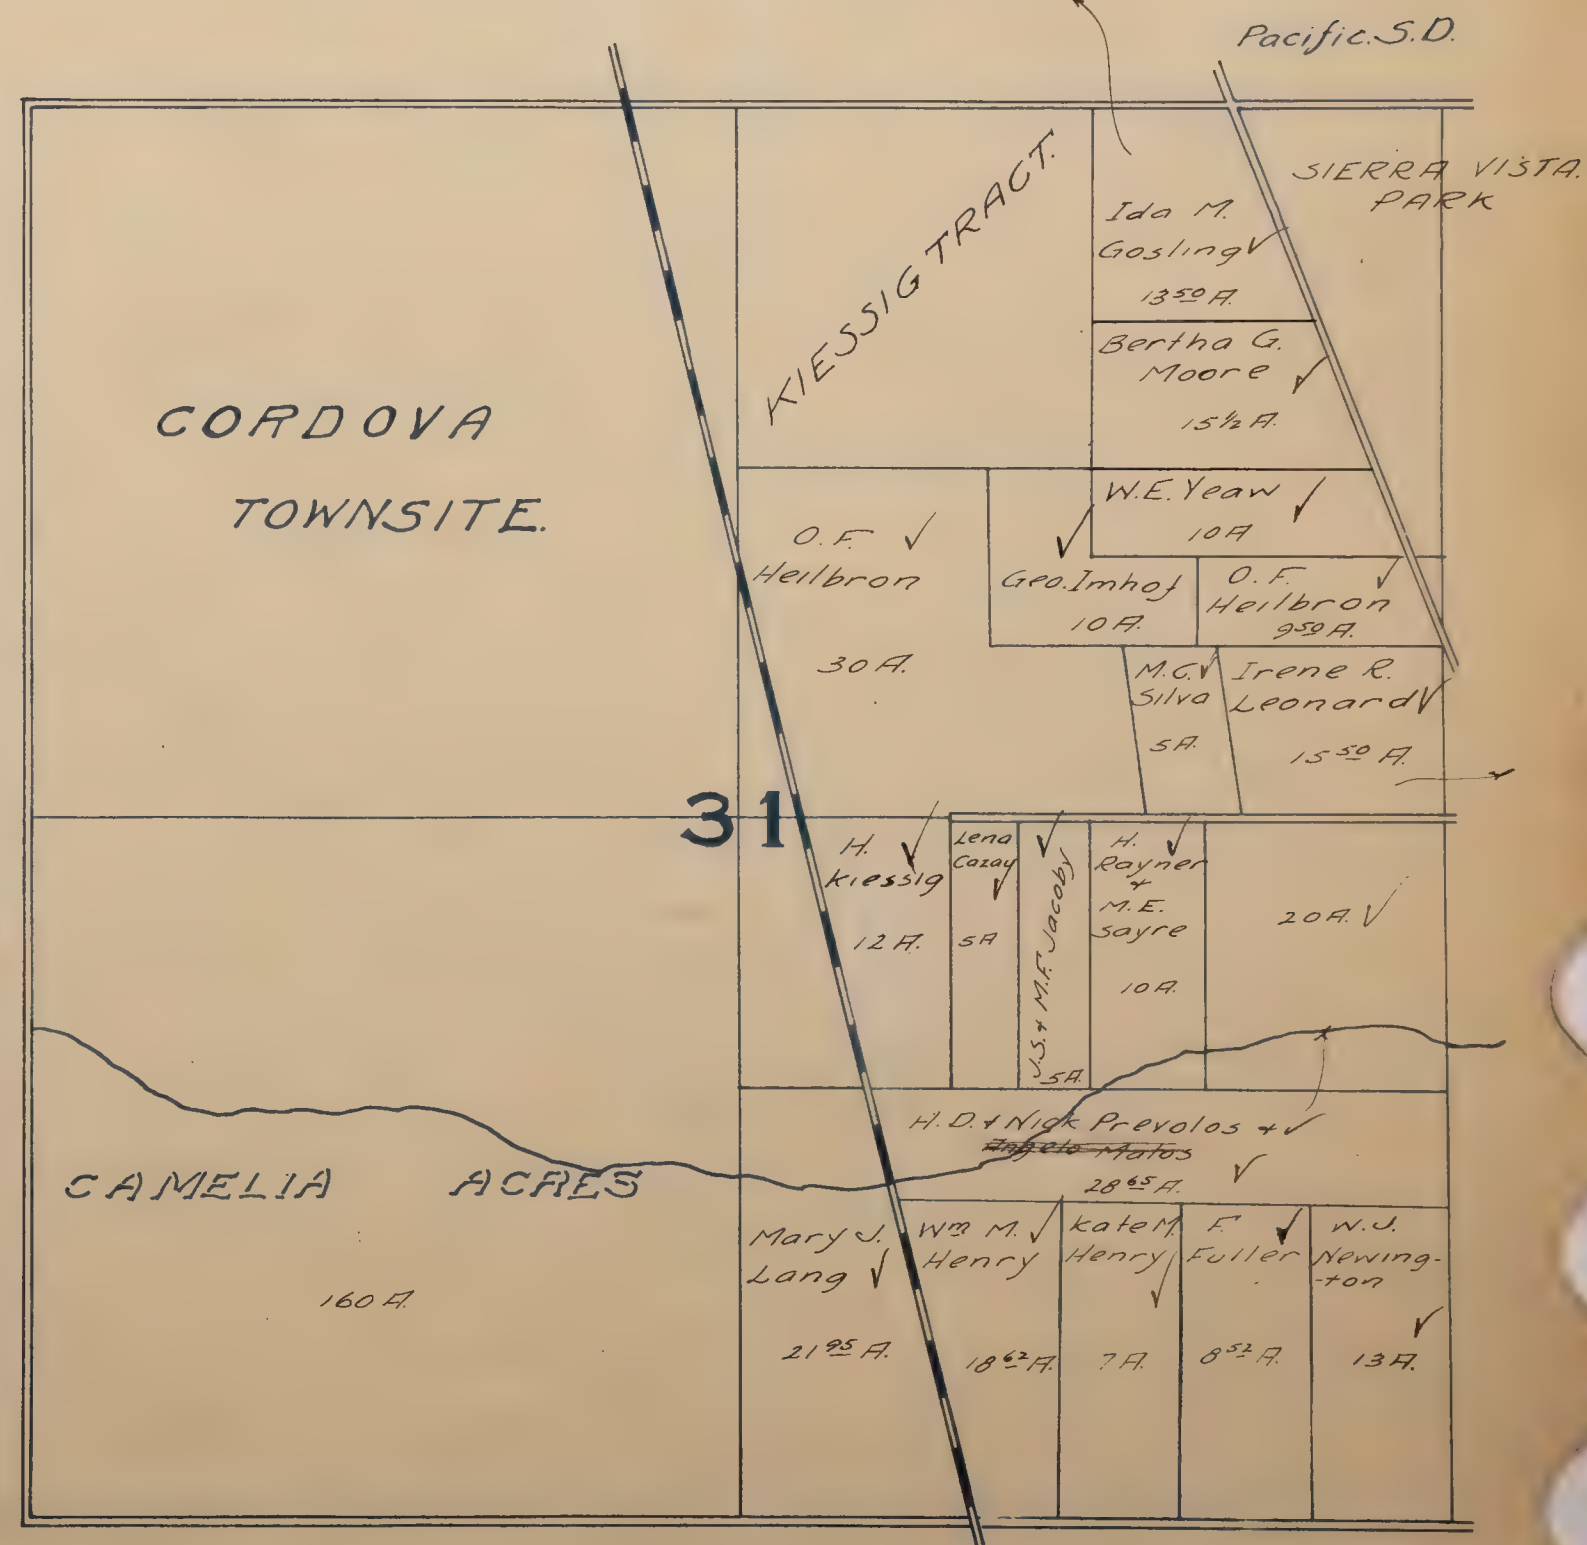 Pacific. S.D.
SIERRA VISTA.
PARK
KIESSIG TRACT.
Ida M.
Gosling
13 50 A.
Bertha G.
Moore
15 1/2 A.
CORDOVA
TOWNSITE.
W.E. Yeaw
10 A
O. F.
Heilbron
30 A.
Geo. Imhof
10 A.
O. F.
Heilbron
9 50 A.
M. C.
Silva
5 A.
Irene R.
Leonard
15 50 A.
31
H.
Kiessig
12 A.
Lena
Cazay
5 A
J.S. + M.F. Jacoby
5 A.
H.
Rayner
+
M. E.
Sayre
10 A.
20 A.
H. D. + Nick Prevolos +
Angelo Matos
28 65 A.
CAMELIA ACRES
160 A.
Mary J.
Lang
21 95 A.
Wm M.
Henry
18 62 A.
Kate M.
Henry
7 A.
F.
Fuller
8 52 A.
W. J.
Newing-
-ton
13 A.